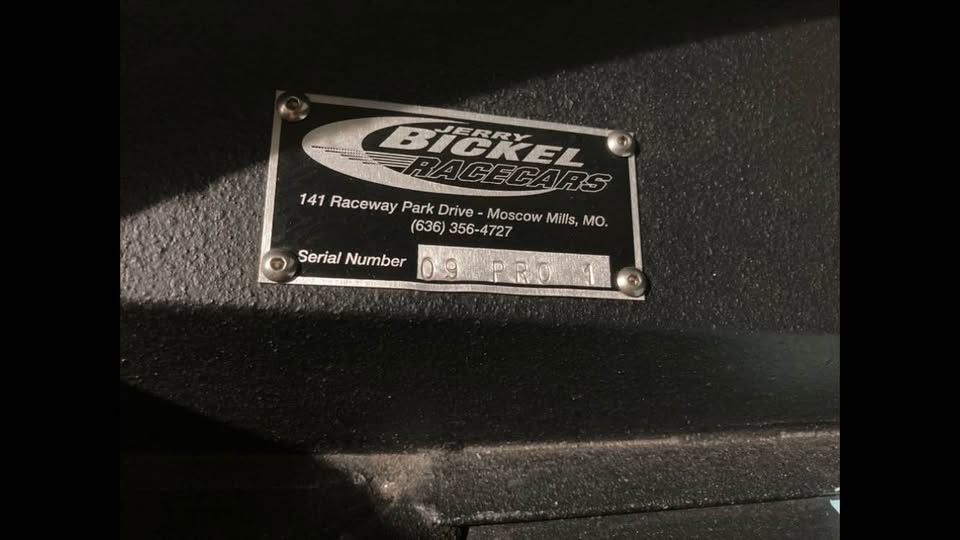 JERRY
BICKEL
RACECARS
141 Raceway Park Drive - Moscow Mills, MO.
(636) 356-4727
Serial Number 09 PRO 1